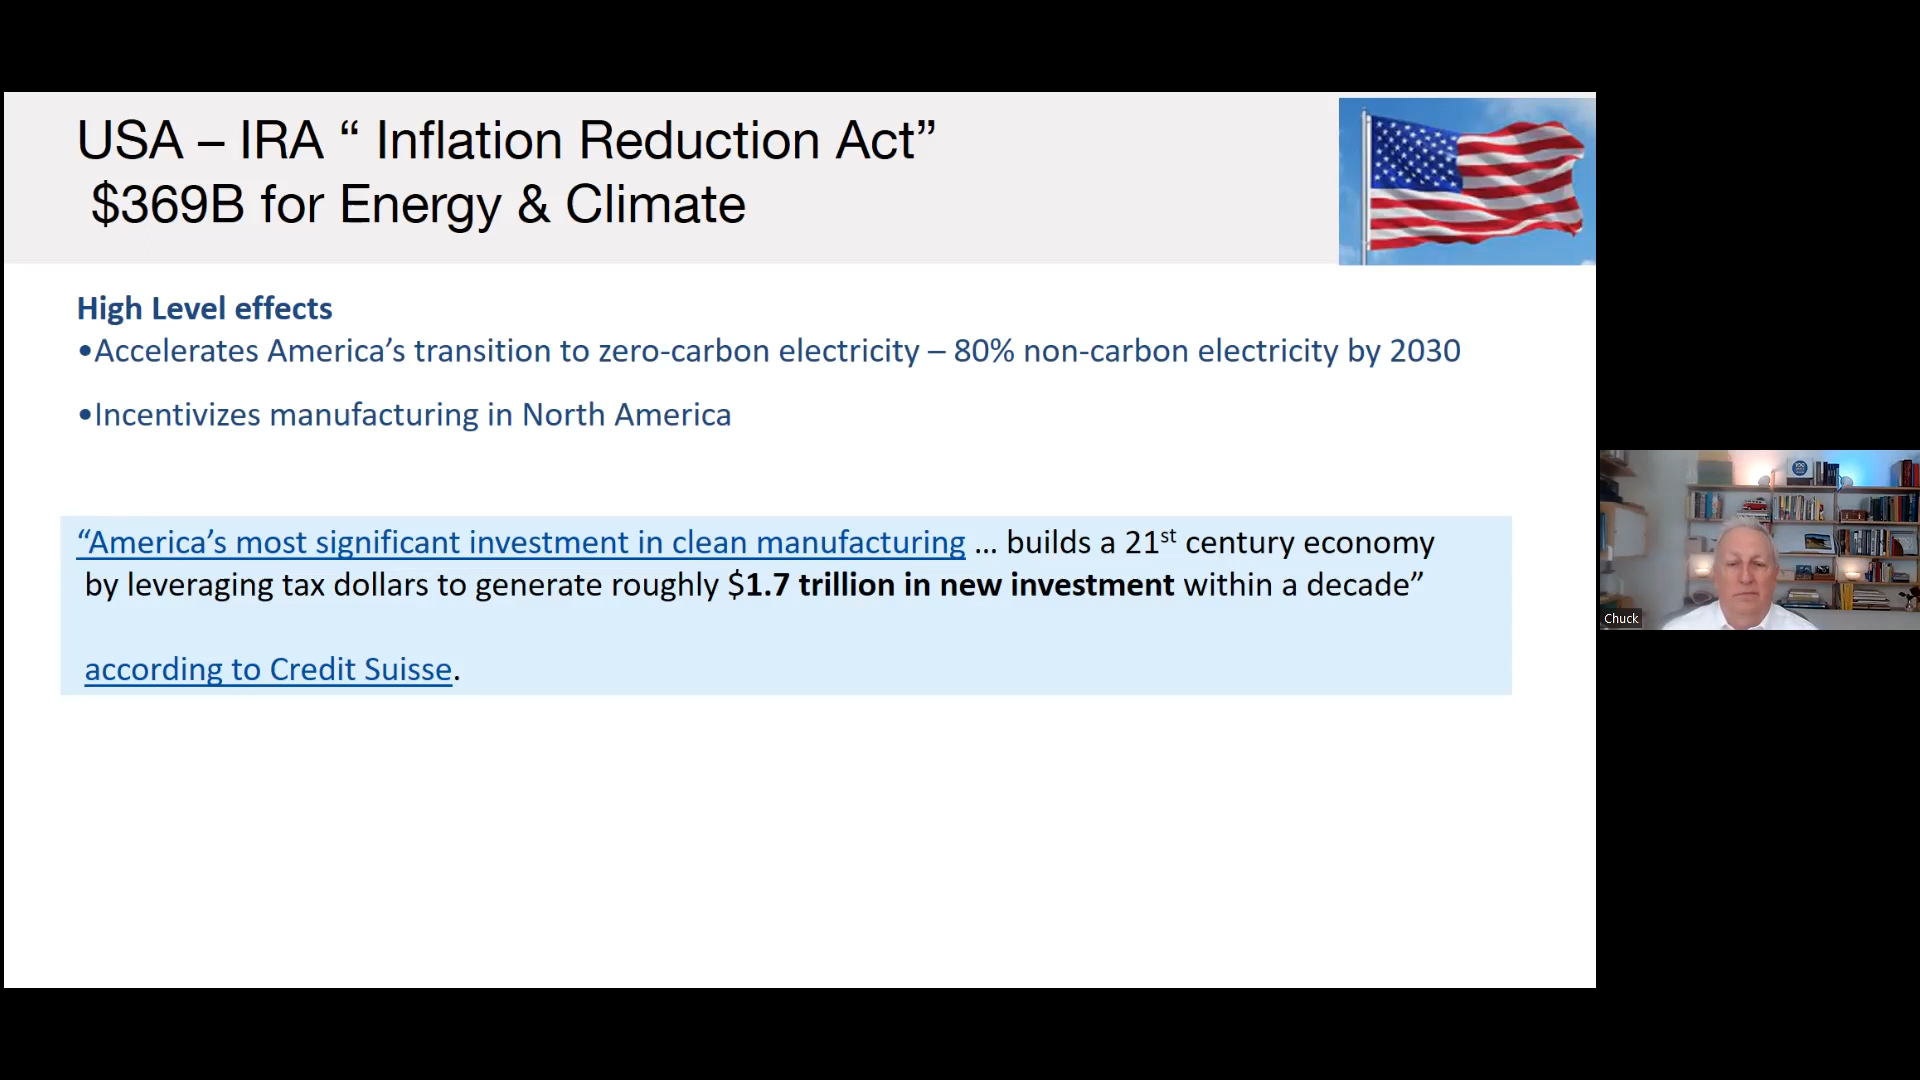 USA – IRA “ Inflation Reduction Act”
$369B for Energy & Climate
High Level effects
•Accelerates America’s transition to zero-carbon electricity – 80% non-carbon electricity by 2030
•Incentivizes manufacturing in North America
“America’s most significant investment in clean manufacturing ... builds a 21st century economy
by leveraging tax dollars to generate roughly $1.7 trillion in new investment within a decade”
according to Credit Suisse.
Chuck